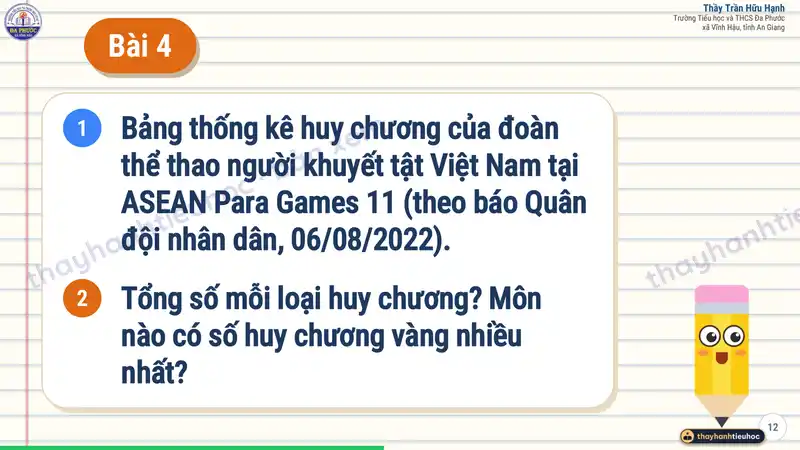 Thầy Trần Hữu Hạnh
Trường Tiểu học và THCS Đa Phước
xã Vĩnh Hậu, tỉnh An Giang
ĐA PHƯỚC
Bài 4
1
Bảng thống kê huy chương của đoàn
thể thao người khuyết tật Việt Nam tại
ASEAN Para Games 11 (theo báo Quân
đội nhân dân, 06/08/2022).
2
Tổng số mỗi loại huy chương? Môn
nào có số huy chương vàng nhiều
nhất?
12
thayhanhtieuhoc